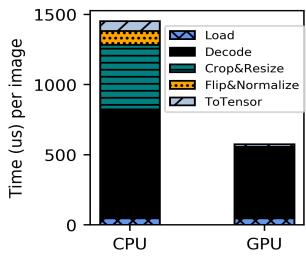 Time (us) per image
1500
1000
500
0
Load
Decode
Crop&Resize
Flip&Normalize
ToTensor
CPU
GPU